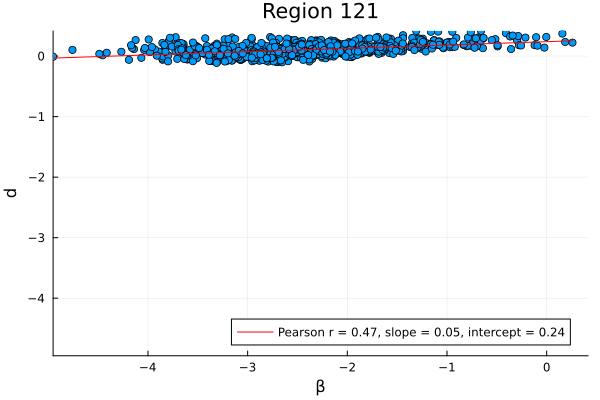 Region 121
0
−1
−2
−3
−4
d
Pearson r = 0.47, slope = 0.05, intercept = 0.24
−4
−3
−2
−1
0
β